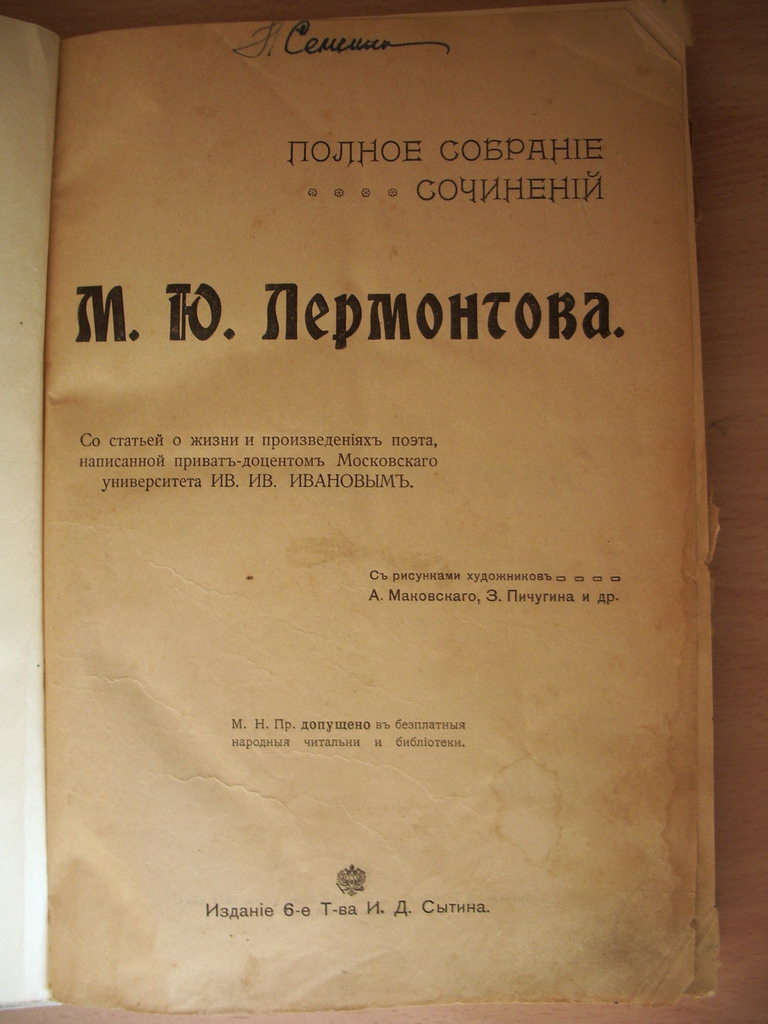 ПОЛНОЕ СОБРАНІЕ
СОЧИНЕНІЙ
М. Ю. Лермонтова.
Со статьей о жизни и произведеніяхъ поэта,
написанной приватъ-доцентомъ Московскаго
университета ИВ. ИВ. ИВАНОВЫМЪ.
Съ рисунками художниковъ
А. Маковскаго, З. Пичугина и др.
М. Н. Пр. допущено въ безплатныя
народныя читальни и библіотеки.
Изданіе 6-е Т-ва И. Д. Сытина.